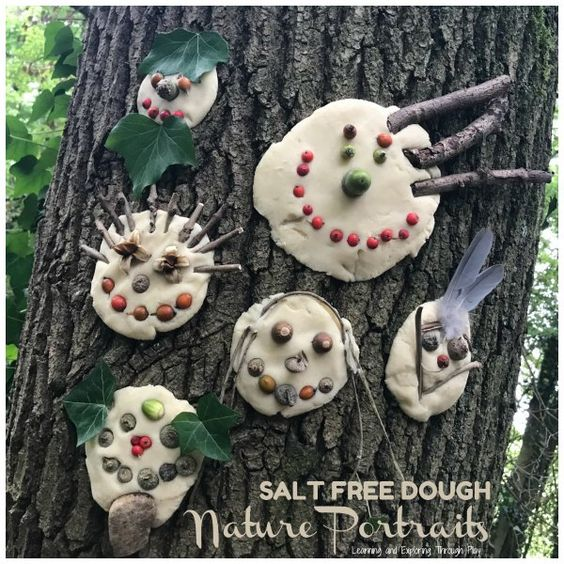 SALT FREE DOUGH
Nature Portraits
Learning and Exploring Through Play